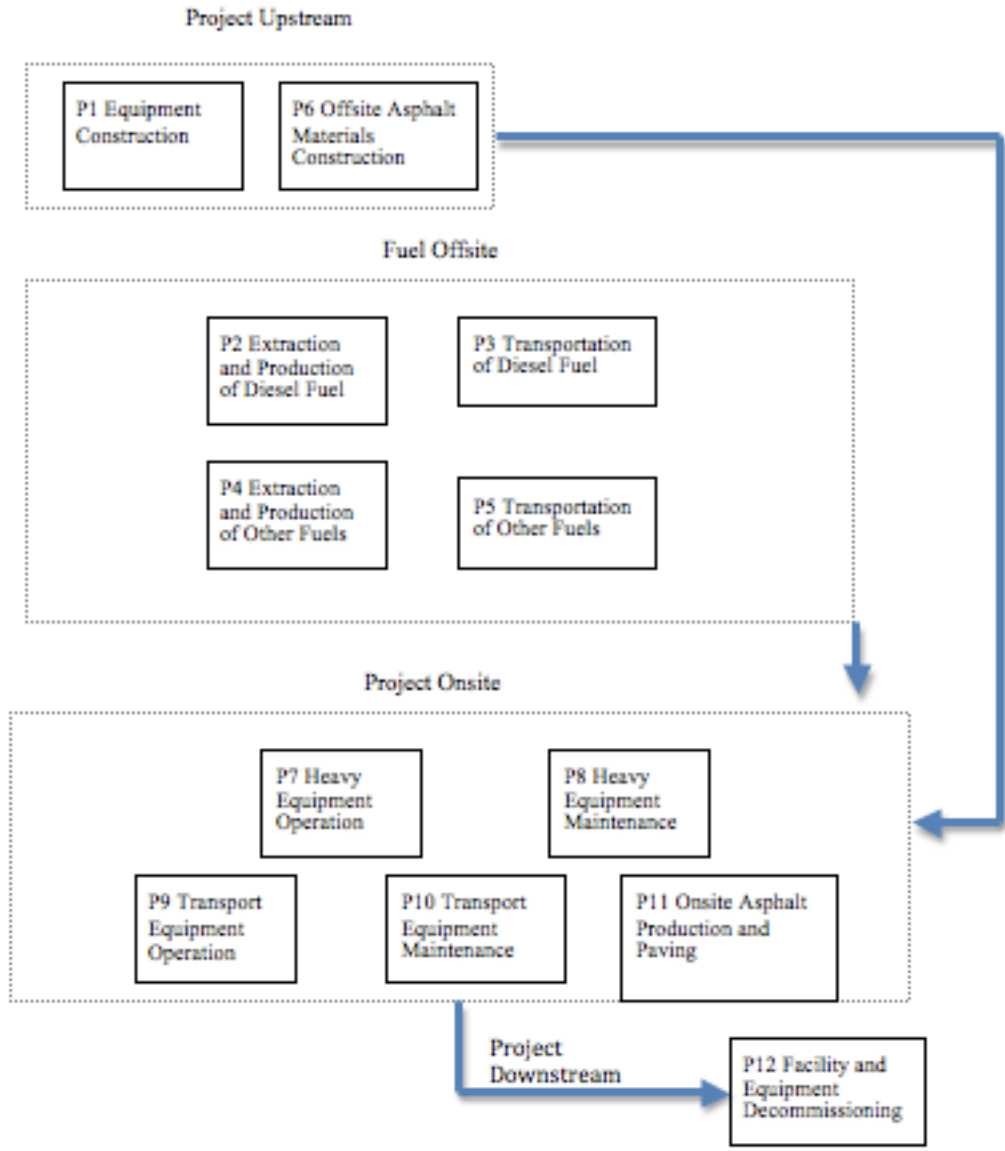 Project Upstream
P1 Equipment
Construction
P6 Offsite Asphalt
Materials
Construction
Fuel Offsite
P2 Extraction
and Production
of Diesel Fuel
P3 Transportation
of Diesel Fuel
P4 Extraction
and Production
of Other Fuels
P5 Transportation
of Other Fuels
Project Onsite
P7 Heavy
Equipment
Operation
P8 Heavy
Equipment
Maintenance
P9 Transport
Equipment
Operation
P10 Transport
Equipment
Maintenance
P11 Onsite Asphalt
Production and
Paving
Project
Downstream
P12 Facility and
Equipment
Decommissioning